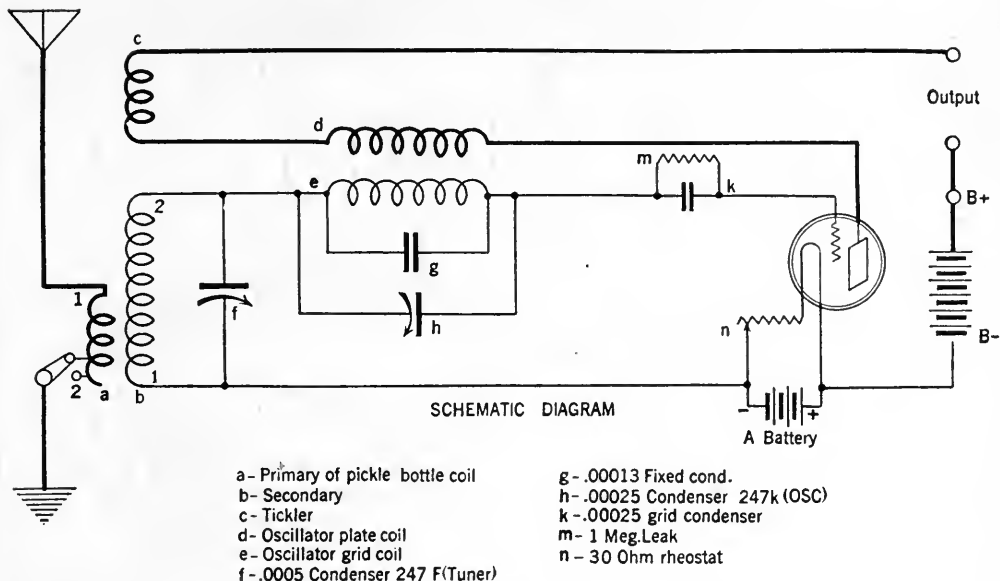 c
Output
d
m
k
e
2
B+
g
1
f
h
n
B-
2
a
b
1
SCHEMATIC DIAGRAM
- +
A Battery
a- Primary of pickle bottle coil
b- Secondary
c- Tickler
d- Oscillator plate coil
e- Oscillator grid coil
f-.0005 Condenser 247 F(Tuner)
g-.00013 Fixed cond.
h-.00025 Condenser 247k (OSC)
k-.00025 grid condenser
m- 1 Meg.Leak
n- 30 Ohm rheostat